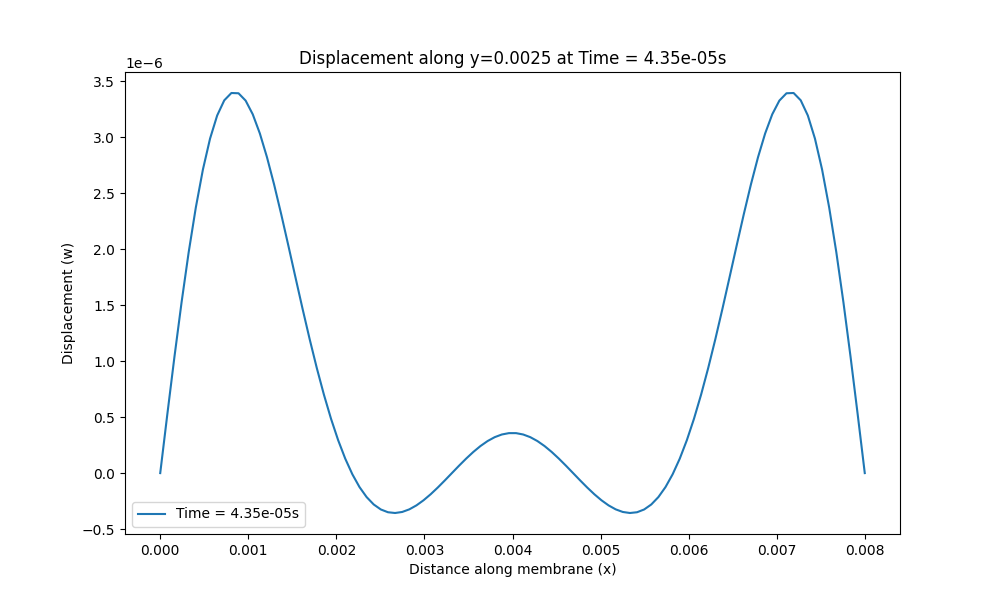 Displacement along y=0.0025 at Time = 4.35e-05s
1e−6
3.5
3.0
2.5
2.0
1.5
1.0
0.5
0.0
−0.5
Displacement (w)
Time = 4.35e-05s
0.000 0.001 0.002 0.003 0.004 0.005 0.006 0.007 0.008
Distance along membrane (x)